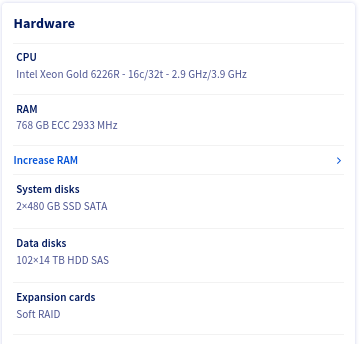 Hardware
CPU
Intel Xeon Gold 6226R - 16c/32t - 2.9 GHz/3.9 GHz
RAM
768 GB ECC 2933 MHz
Increase RAM
System disks
2×480 GB SSD SATA
Data disks
102×14 TB HDD SAS
Expansion cards
Soft RAID